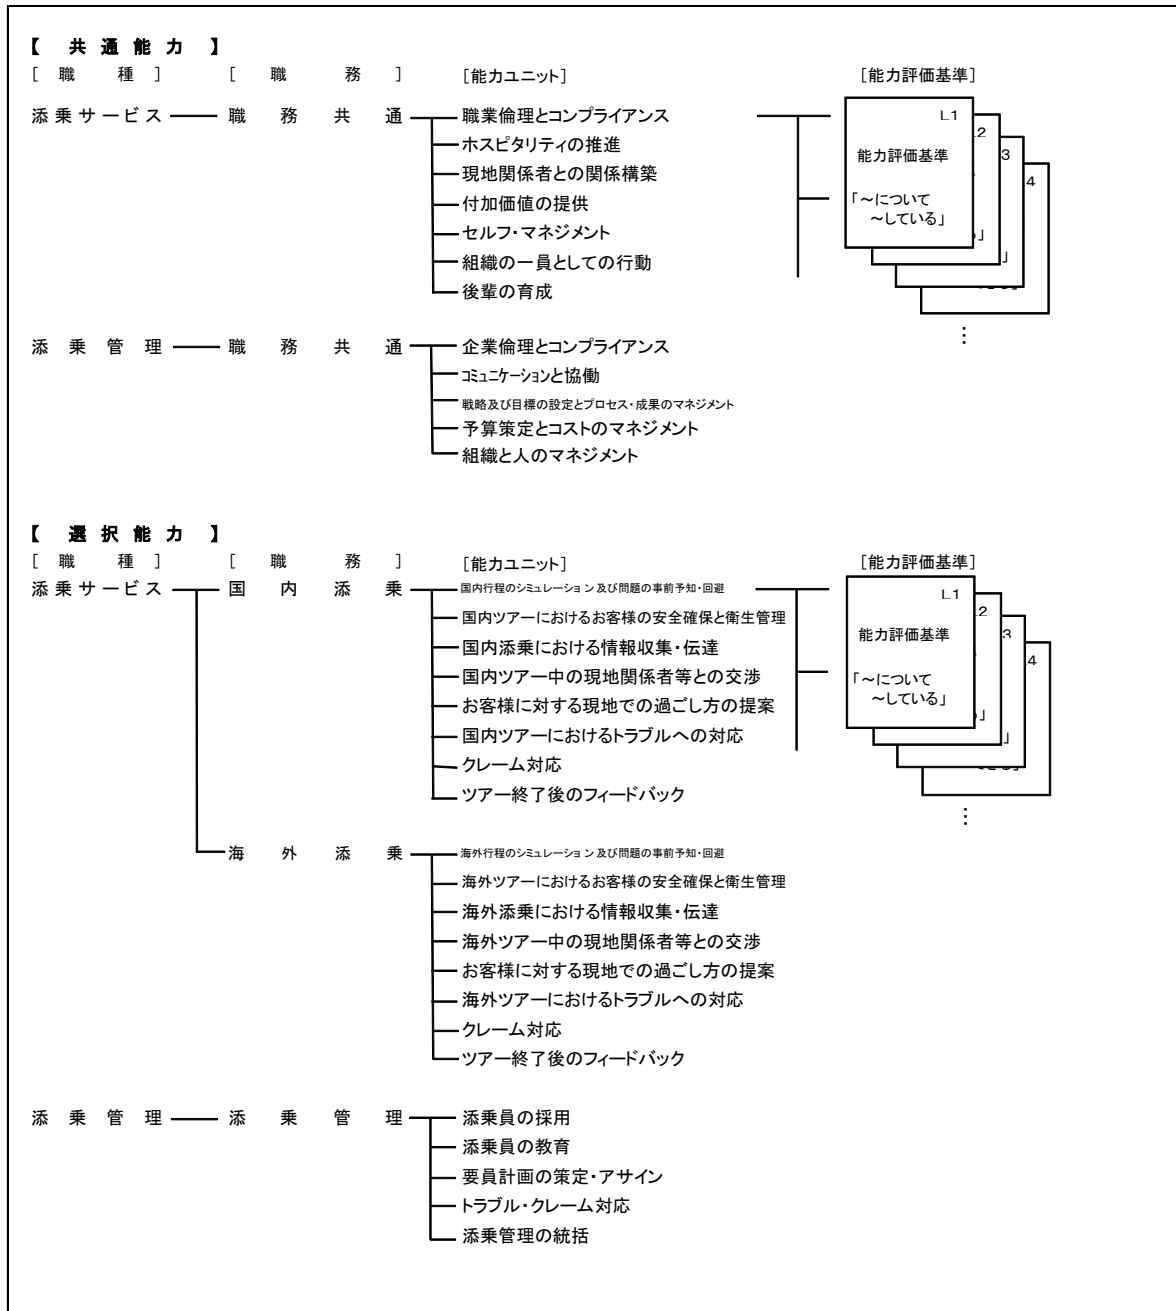 【 共通能力 】
[職種] [職務] [能力ユニット] [能力評価基準]
添乗サービス 職務共通 職業倫理とコンプライアンス
ホスピタリティの推進
現地関係者との関係構築
付加価値の提供
セルフ・マネジメント
組織の一員としての行動
後輩の育成
L1
2
3
4
能力評価基準
「～について
～している」
」
」
⋮
添乗管理 職務共通 企業倫理とコンプライアンス
コミュニケーションと協働
戦略及び目標の設定とプロセス・成果のマネジメント
予算策定とコストのマネジメント
組織と人のマネジメント
【 選択能力 】
[職種] [職務] [能力ユニット] [能力評価基準]
添乗サービス 国内添乗 国内行程のシミュレーション及び問題の事前予知・回避
国内ツアーにおけるお客様の安全確保と衛生管理
国内添乗における情報収集・伝達
国内ツアー中の現地関係者等との交渉
お客様に対する現地での過ごし方の提案
国内ツアーにおけるトラブルへの対応
クレーム対応
ツアー終了後のフィードバック
L1
2
3
4
能力評価基準
「～について
～している」
」
」
⋮
海外添乗 海外行程のシミュレーション及び問題の事前予知・回避
海外ツアーにおけるお客様の安全確保と衛生管理
海外添乗における情報収集・伝達
海外ツアー中の現地関係者等との交渉
お客様に対する現地での過ごし方の提案
海外ツアーにおけるトラブルへの対応
クレーム対応
ツアー終了後のフィードバック
添乗管理 添乗管理 添乗員の採用
添乗員の教育
要員計画の策定・アサイン
トラブル・クレーム対応
添乗管理の統括